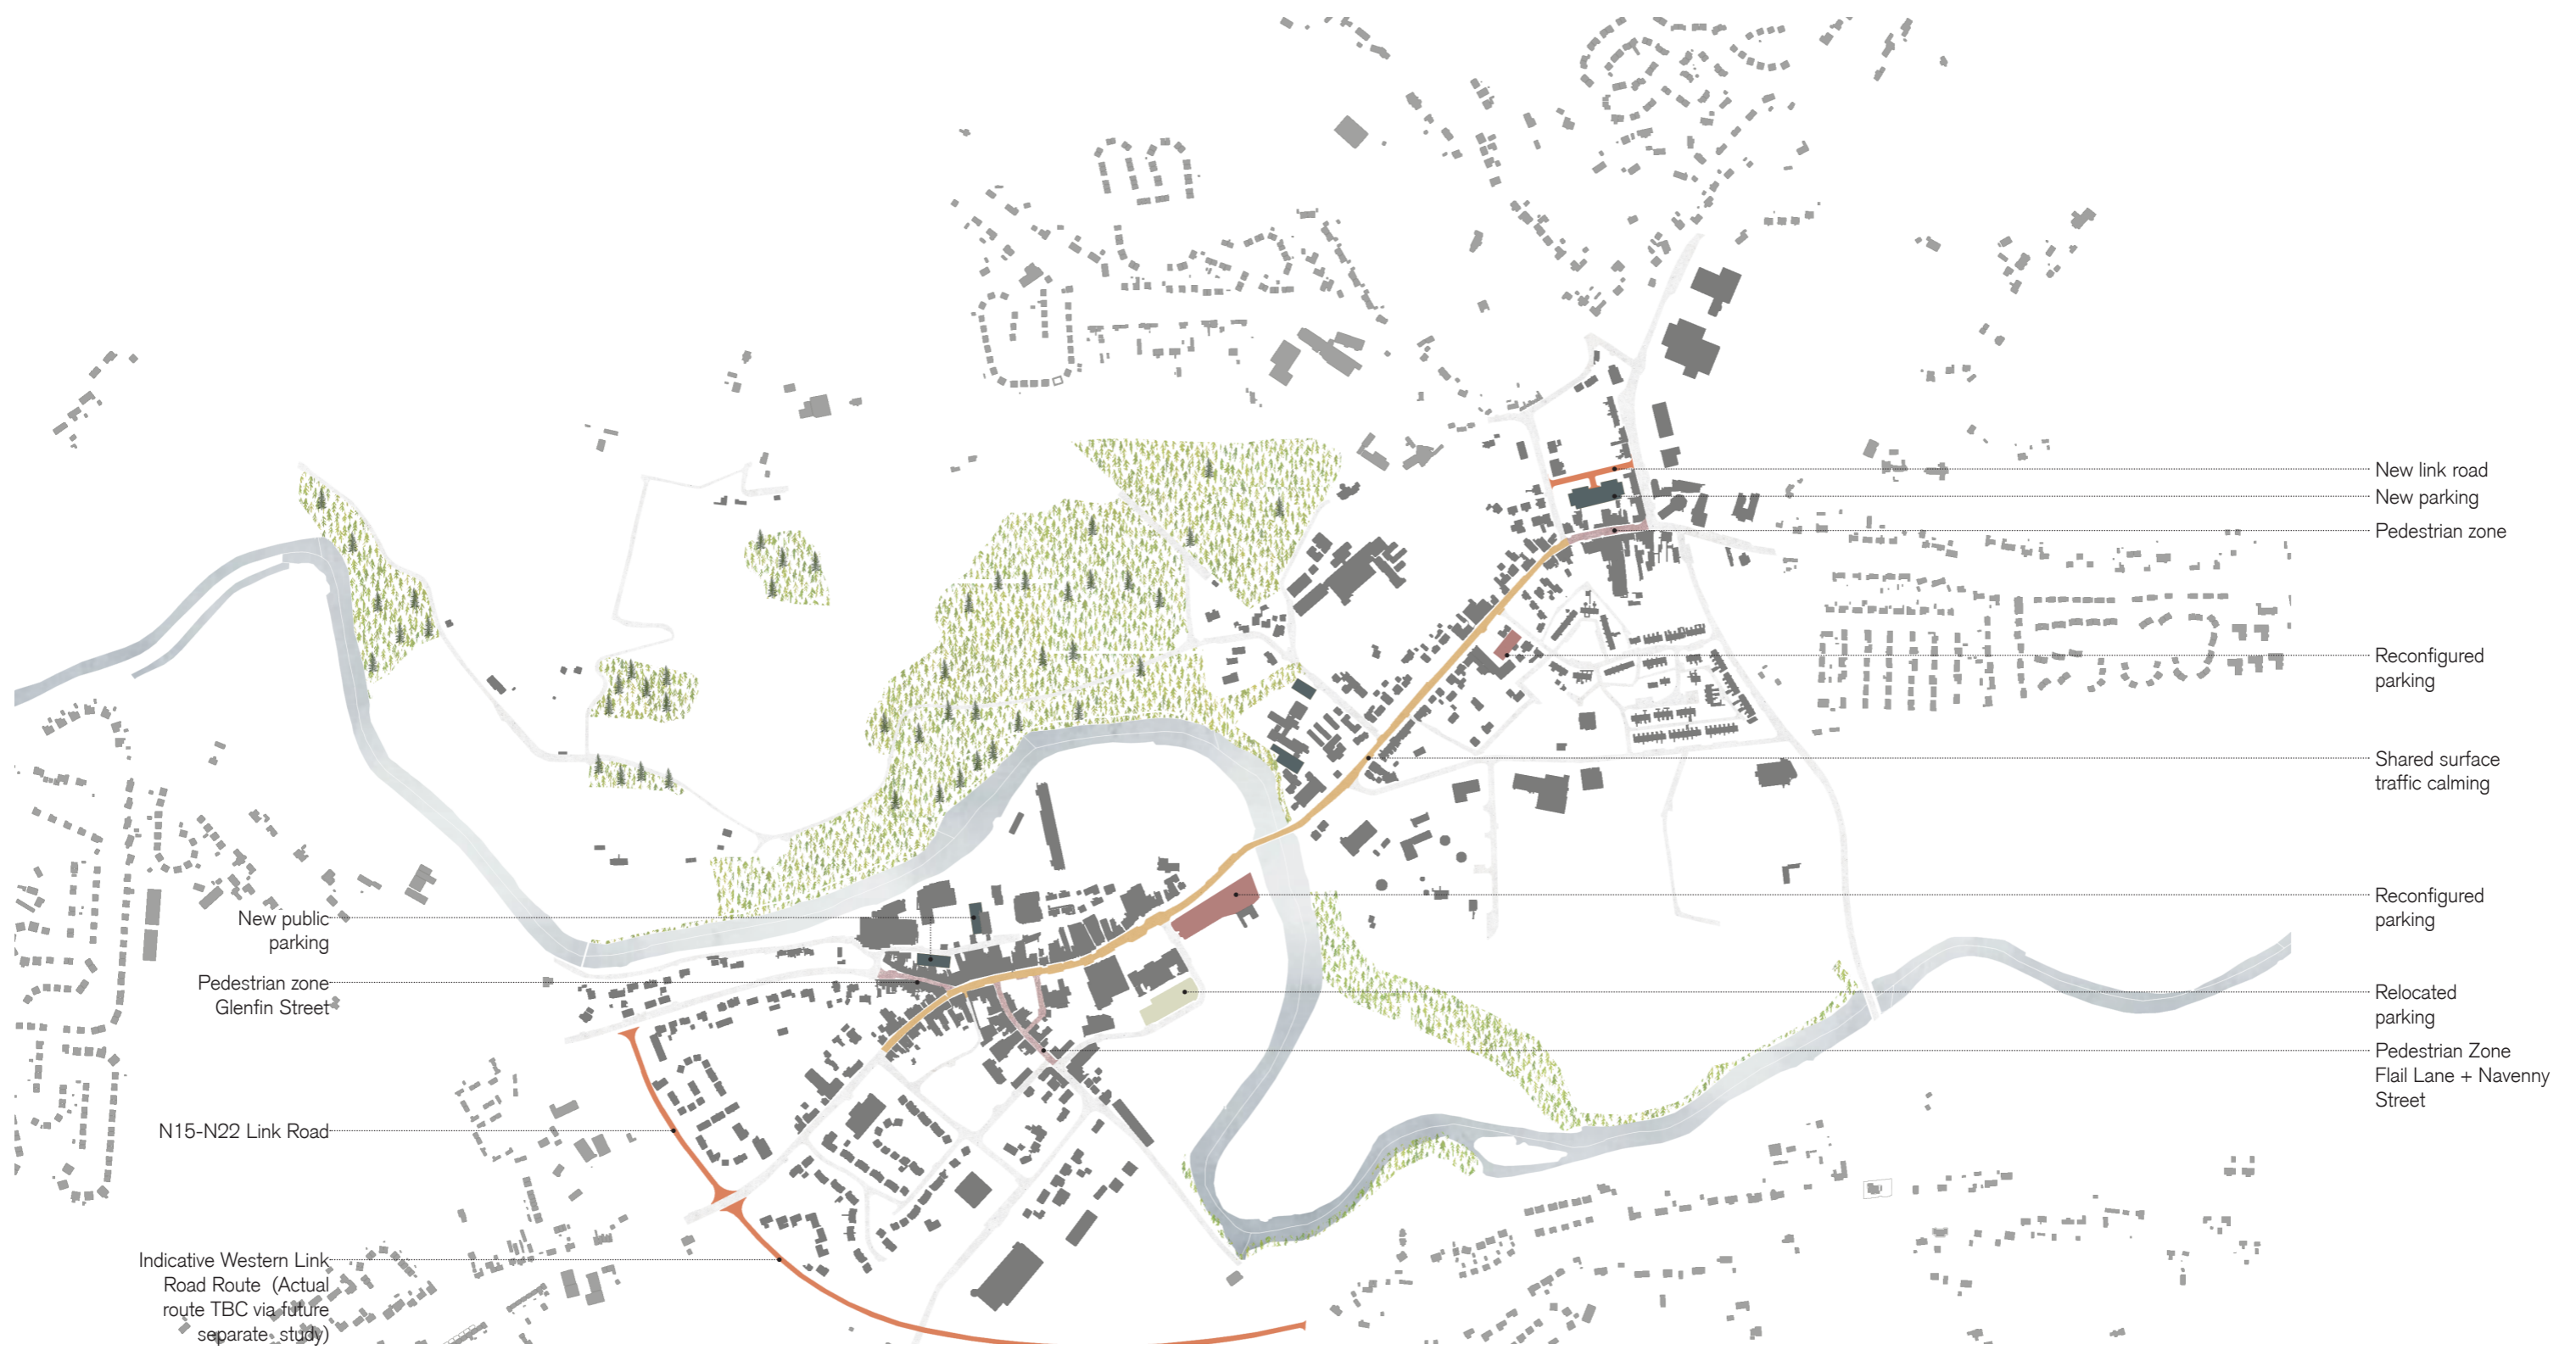 New link road
New parking
Pedestrian zone
Reconfigured
parking
Shared surface
traffic calming
Reconfigured
parking
Relocated
parking
Pedestrian Zone
Flail Lane + Navenny
Street
New public
parking
Pedestrian zone
Glenfin Street
N15-N22 Link Road
Indicative Western Link
Road Route (Actual
route TBC via future
separate study)